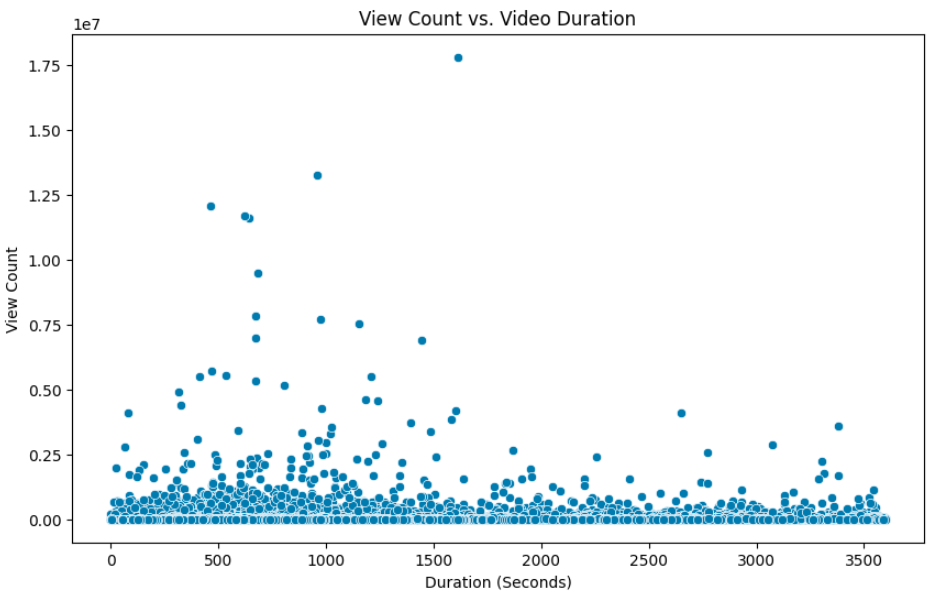 View Count vs. Video Duration
1e7
1.75
1.50
1.25
1.00
0.75
0.50
0.25
0.00
View Count
0 500 1000 1500 2000 2500 3000 3500
Duration (Seconds)